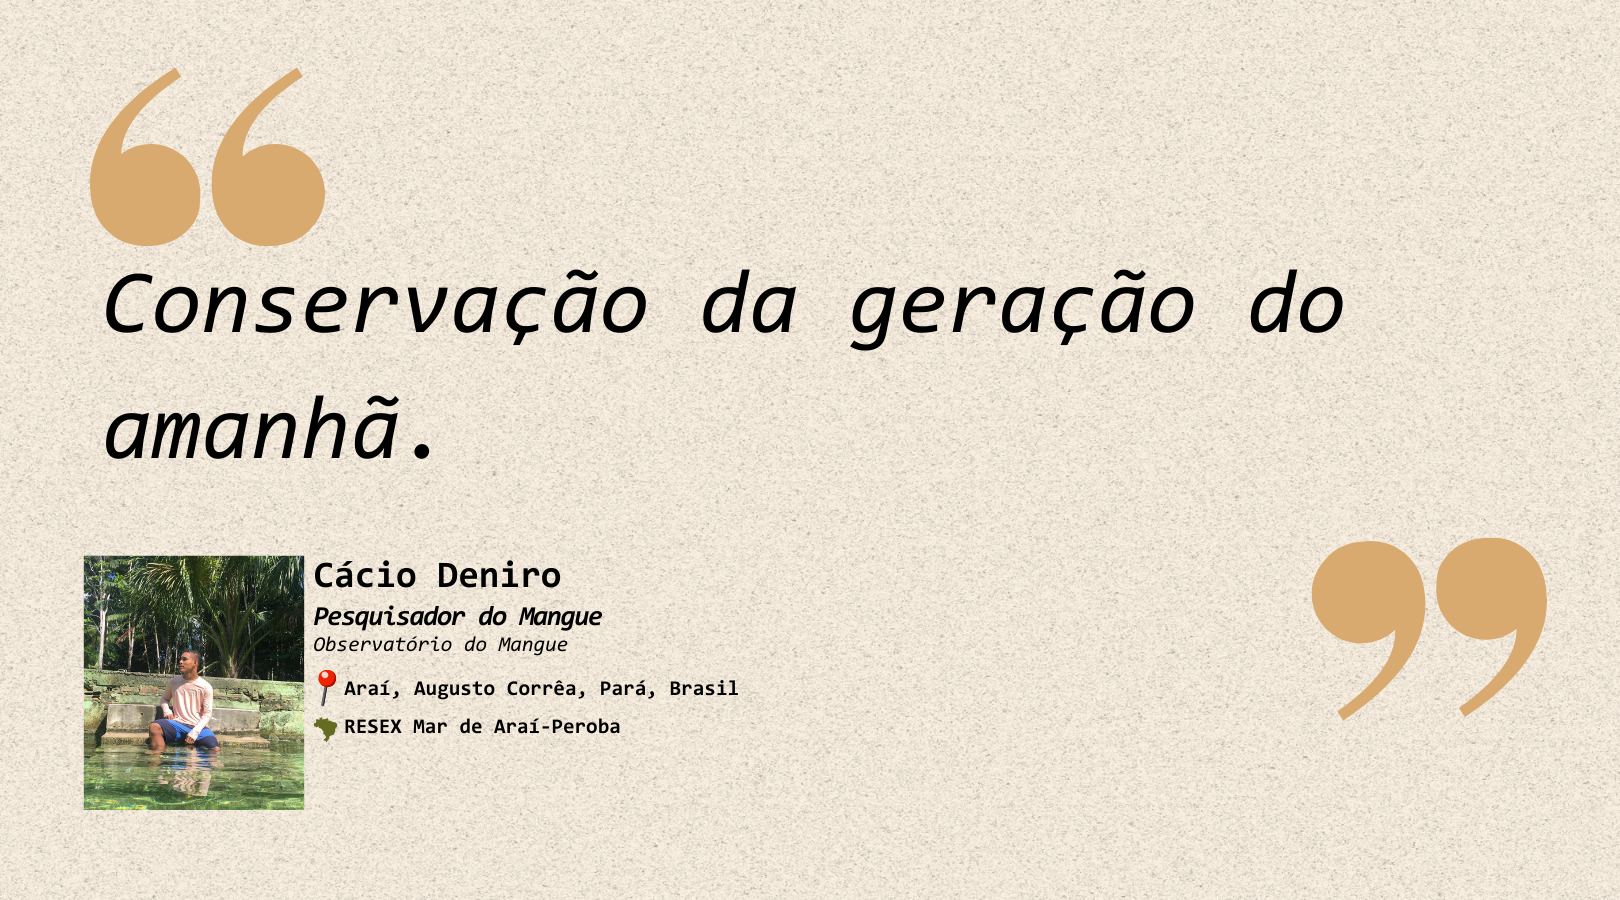 Conservação da geração do
amanhã.
Cácio Deniro
Pesquisador do Mangue
Observatório do Mangue
Araí, Augusto Corrêa, Pará, Brasil
RESEX Mar de Araí-Peroba